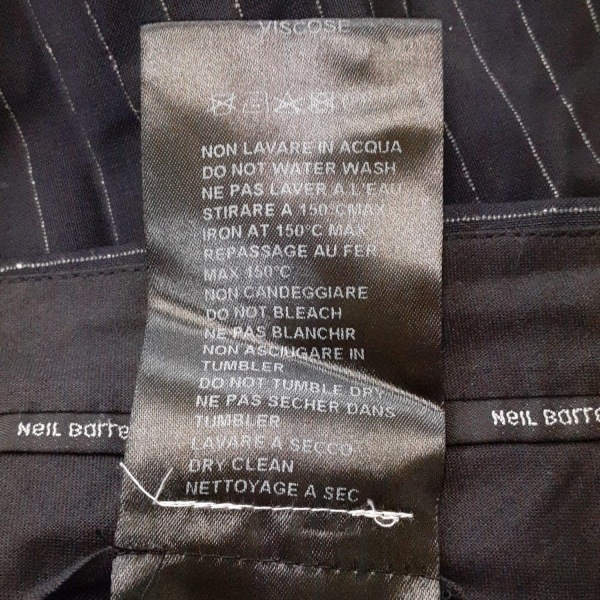 VISCOSE
NON LAVARE IN ACQUA
DO NOT WATER WASH
NE PAS LAVER A L'EAU
STIRARE A 150°C MAX
IRON AT 150°C MAX
REPASSAGE AU FER
MAX 150°C
NON CANDEGGIARE
DO NOT BLEACH
NE PAS BLANCHIR
NON ASCIUGARE IN
TUMBLER
DO NOT TUMBLE DRY
NE PAS SECHER DANS
TUMBLER
LAVARE A SECCO
DRY CLEAN
NETTOYAGE A SEC
Neil Barre
Neil Barre